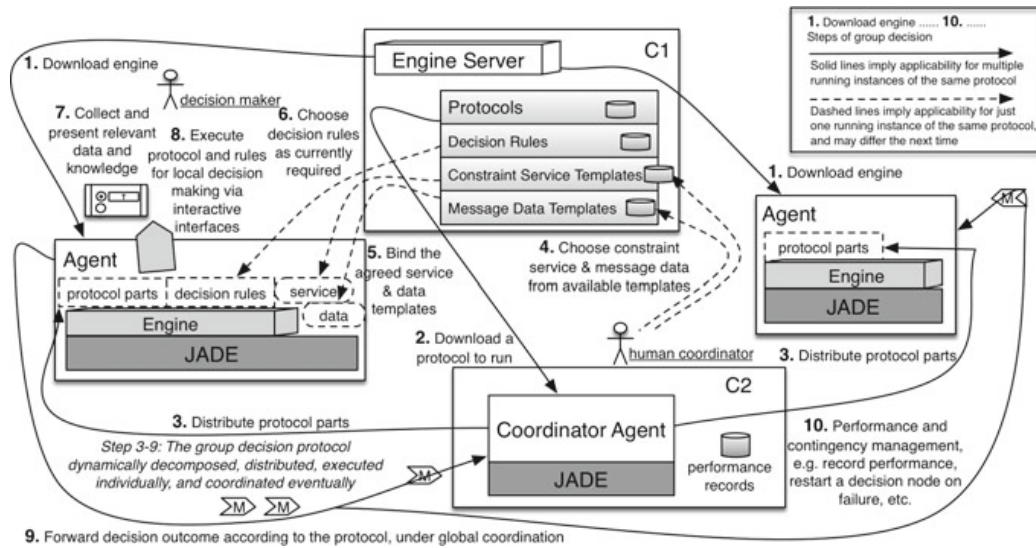 1. Download engine
decision maker
7. Collect and
present relevant
data and
knowledge
8. Execute
protocol and rules
for local decision
making via
interactive
interfaces
6. Choose
decision rules
as currently
required
C1
Engine Server
Protocols
Decision Rules
Constraint Service Templates
Message Data Templates
1. Download engine ...... 10. ......
Steps of group decision
Solid lines imply applicability for multiple
running instances of the same protocol
Dashed lines imply applicability for just
one running instance of the same protocol,
and may differ the next time
1. Download engine
M
Agent
protocol parts
Engine
JADE
Agent
protocol parts
decision rules
service
data
Engine
JADE
5. Bind the
agreed service
& data
templates
4. Choose constraint
service & message data
from available templates
2. Download a
protocol to run
human coordinator
3. Distribute protocol parts
C2
Coordinator Agent
JADE
performance
records
3. Distribute protocol parts
Step 3-9: The group decision protocol
dynamically decomposed, distributed, executed
individually, and coordinated eventually
M
M
M
10. Performance and
contingency management,
e.g. record performance,
restart a decision node on
failure, etc.
9. Forward decision outcome according to the protocol, under global coordination